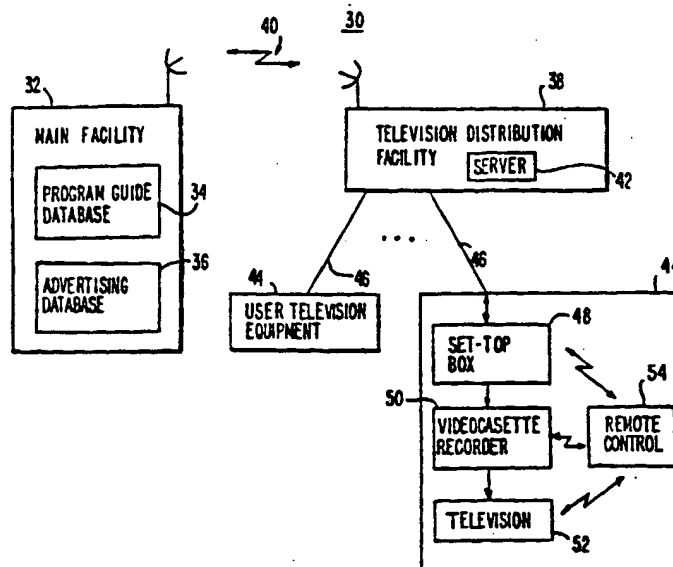 30
40
32
38
MAIN FACILITY
PROGRAM GUIDE
DATABASE
34
36
ADVERTISING
DATABASE
TELEVISION DISTRIBUTION
FACILITY
SERVER
42
...
44
46
46
44
USER TELEVISION
EQUIPMENT
SET-TOP
BOX
48
50
VIDEOCASETTE
RECORDER
54
REMOTE
CONTROL
TELEVISION
52